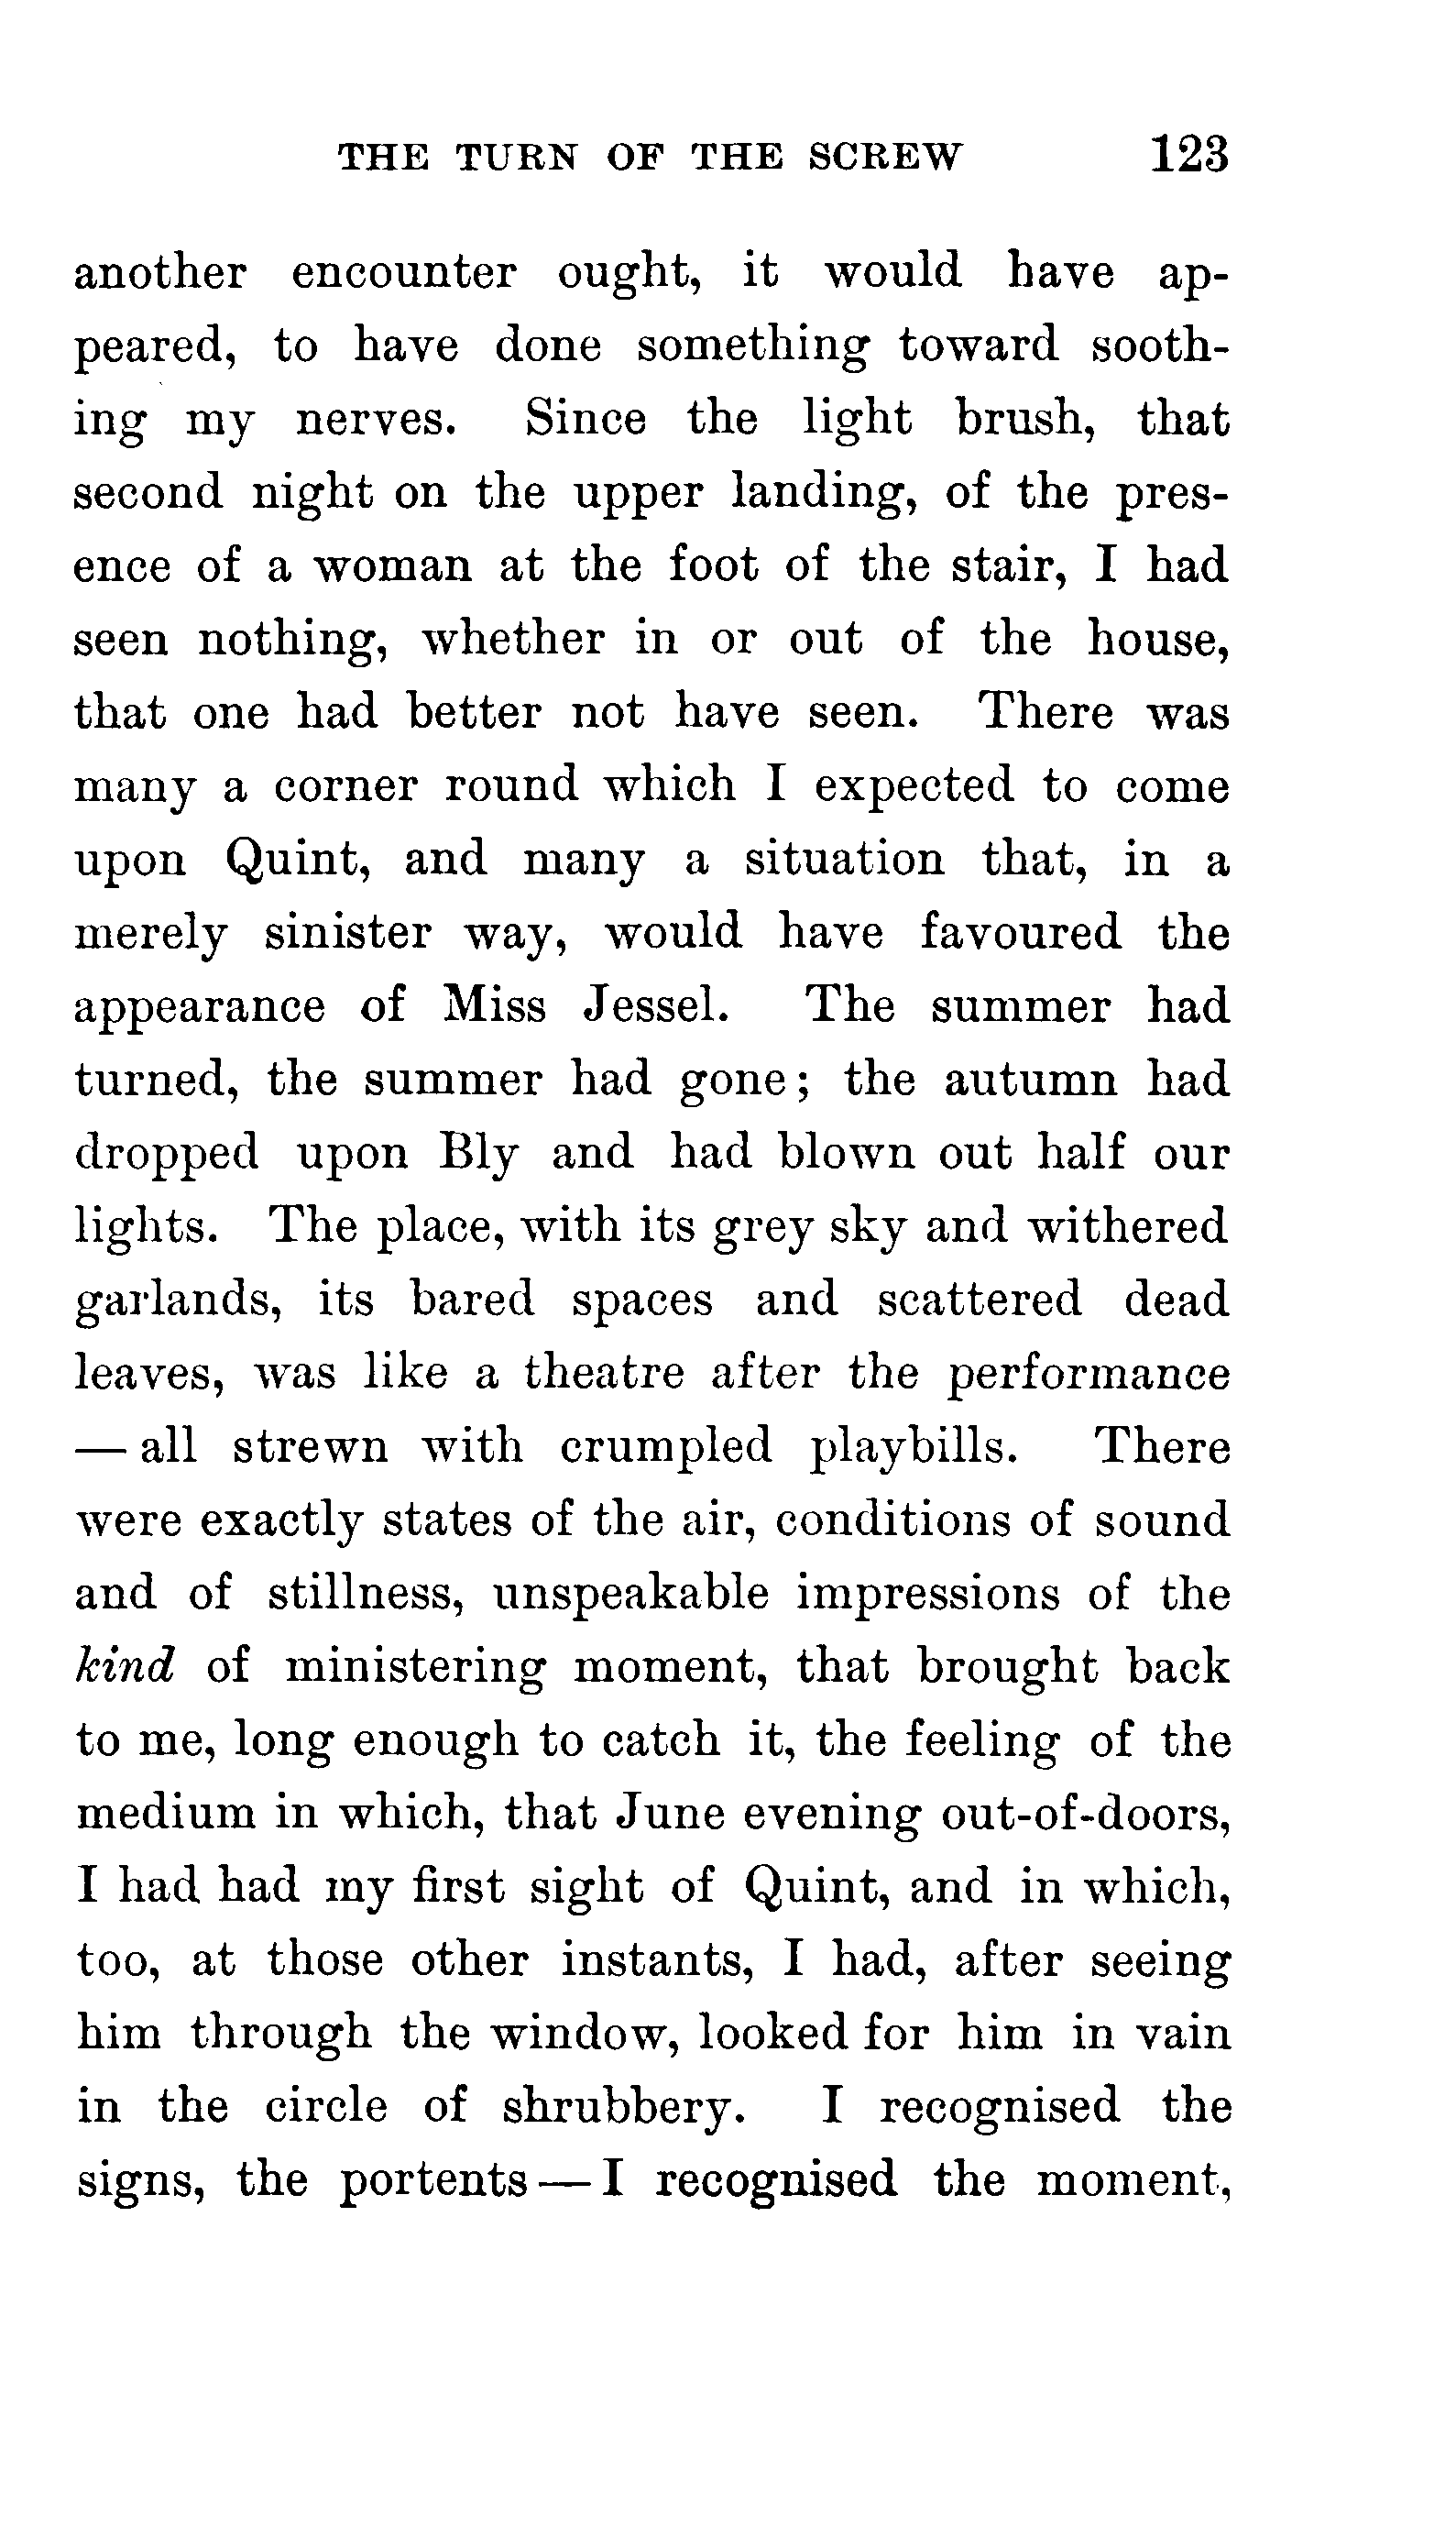 THE TURN OF THE SCREW 123
another encounter ought, it would have ap-
peared, to have done something toward sooth-
ing my nerves. Since the light brush, that
second night on the upper landing, of the pres-
ence of a woman at the foot of the stair, I had
seen nothing, whether in or out of the house,
that one had better not have seen. There was
many a corner round which I expected to come
upon Quint, and many a situation that, in a
merely sinister way, would have favoured the
appearance of Miss Jessel. The summer had
turned, the summer had gone; the autumn had
dropped upon Bly and had blown out half our
lights. The place, with its grey sky and withered
garlands, its bared spaces and scattered dead
leaves, was like a theatre after the performance
— all strewn with crumpled playbills. There
were exactly states of the air, conditions of sound
and of stillness, unspeakable impressions of the
kind of ministering moment, that brought back
to me, long enough to catch it, the feeling of the
medium in which, that June evening out-of-doors,
I had had my first sight of Quint, and in which,
too, at those other instants, I had, after seeing
him through the window, looked for him in vain
in the circle of shrubbery. I recognised the
signs, the portents — I recognised the moment,